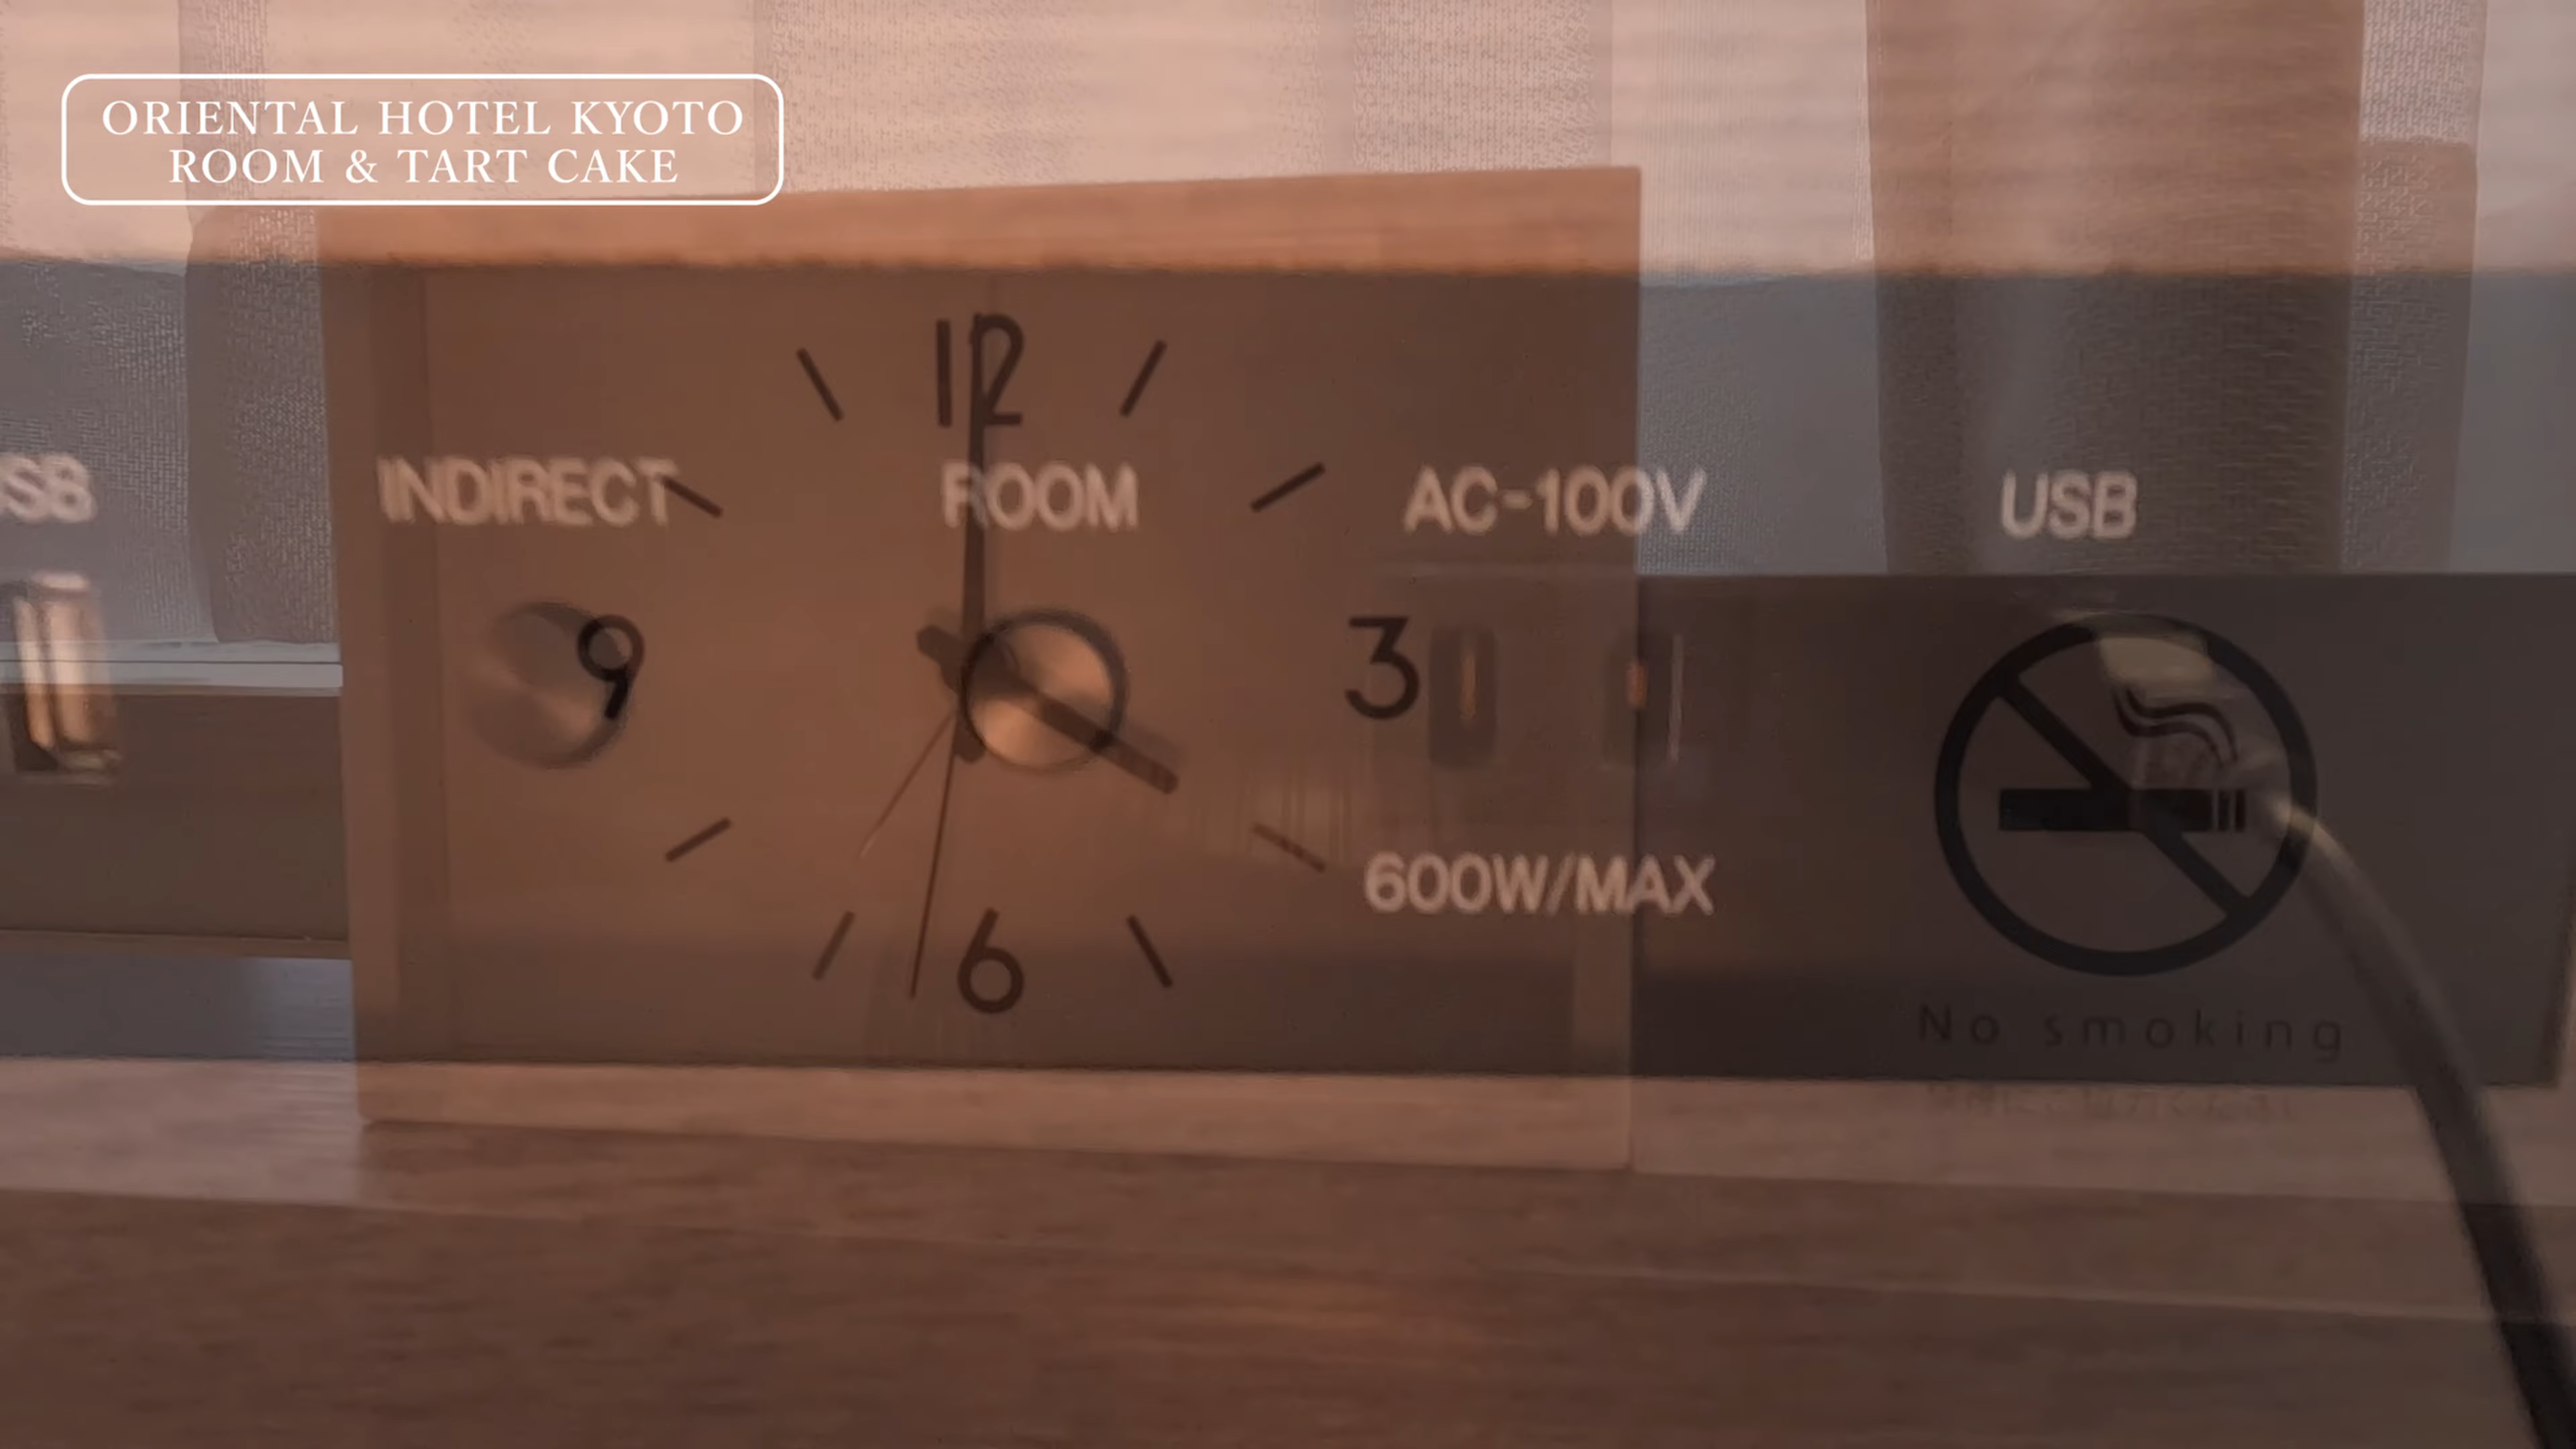 ORIENTAL HOTEL KYOTO
ROOM & TART CAKE
12
INDIRECT
ROOM
AC-100V
USB
9
3
600W/MAX
6
No smoking